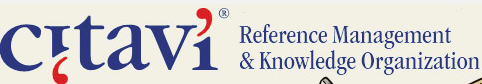 citavi®
Reference Management
& Knowledge Organization